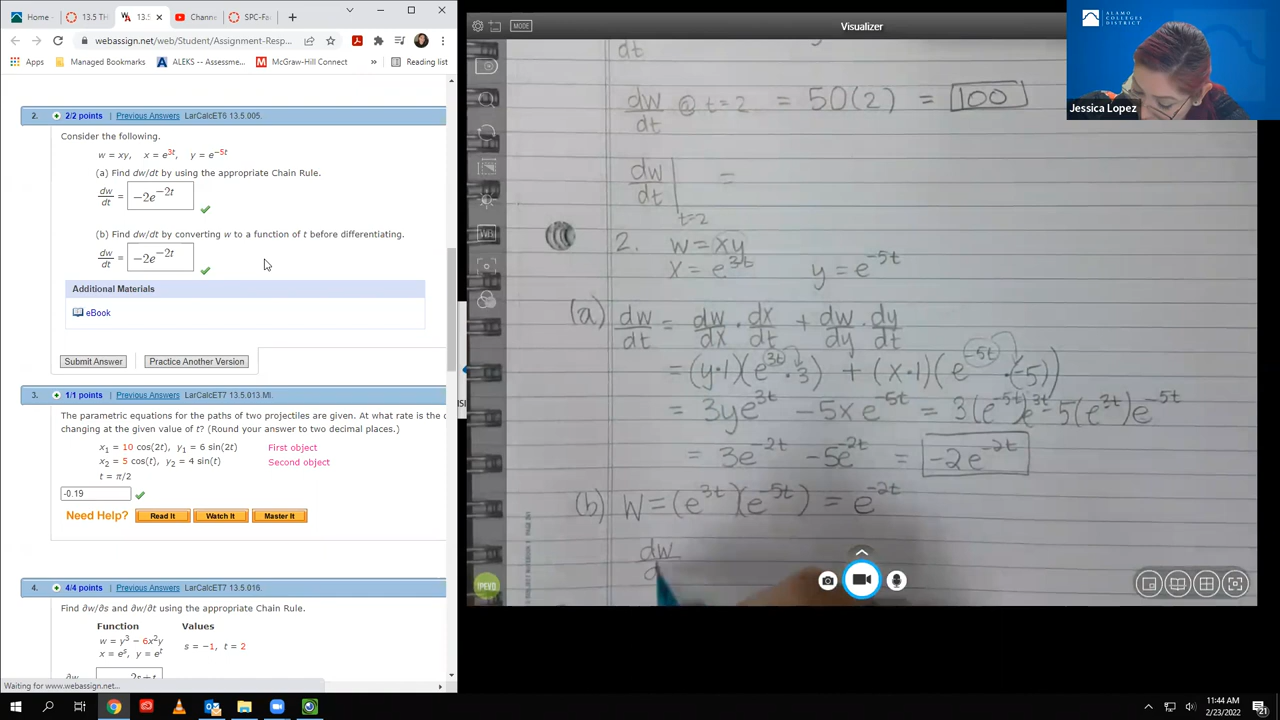 Home
13.5 TH
13.5
Chann
SPC-Fa
webassign.net/web/Student/Assignment-Resp...
Apps
Managed Bookmarks
ALEKS -- Assessme...
McGraw-Hill Connect
»
Reading list
2. 2/2 points Previous Answers LarCalcET6 13.5.005.
Consider the following.
w = xy, x = e^3t, y = e^−5t
(a) Find dw/dt by using the appropriate Chain Rule.
dw/dt = −2e^−2t
(b) Find dw/dt by converting w to a function of t before differentiating.
dw/dt = −2e^−2t
Additional Materials
eBook
Submit Answer Practice Another Version
3. 1/1 points Previous Answers LarCalcET7 13.5.013.MI.
The parametric equations for the paths of two projectiles are given. At what rate is the
changing at the given value of t? (Round your answer to two decimal places.)
x₁ = 10 cos(2t), y₁ = 6 sin(2t) First object
x₂ = 5 cos(t), y₂ = 4 sin(t) Second object
t = π/2
-0.19
Need Help? Read It Watch It Master It
4. 4/4 points Previous Answers LarCalcET7 13.5.016.
Find ∂w/∂s and ∂w/∂t using the appropriate Chain Rule.
Function Values
w = y³ − 6x²y
x = e^s, y = e^t
s = −1, t = 2
Waiting for www.webassign.net...
Visualizer
MODE
ALAMO
COLLEGES
DISTRICT
Jessica Lopez
dt
dw/dt @ t=2 = 50(2) = 100
dw/dt | t=2 =
2. w = xy
x = e^3t y = e^-5t
(a) dw/dt = dw/dx · dx/dt + dw/dy · dy/dt
= (y·1)(e^3t · 3) + (x·1)(e^-5t · (-5))
= 3ye^3t - 5xe^-5t = 3(e^-5t)e^3t - 5(e^3t)e^-5t
= 3e^-2t - 5e^-2t = -2e^-2t
(b) W = (e^3t)(e^-5t) = e^-2t
dw
IPEVO
11:44 AM
2/23/2022
21